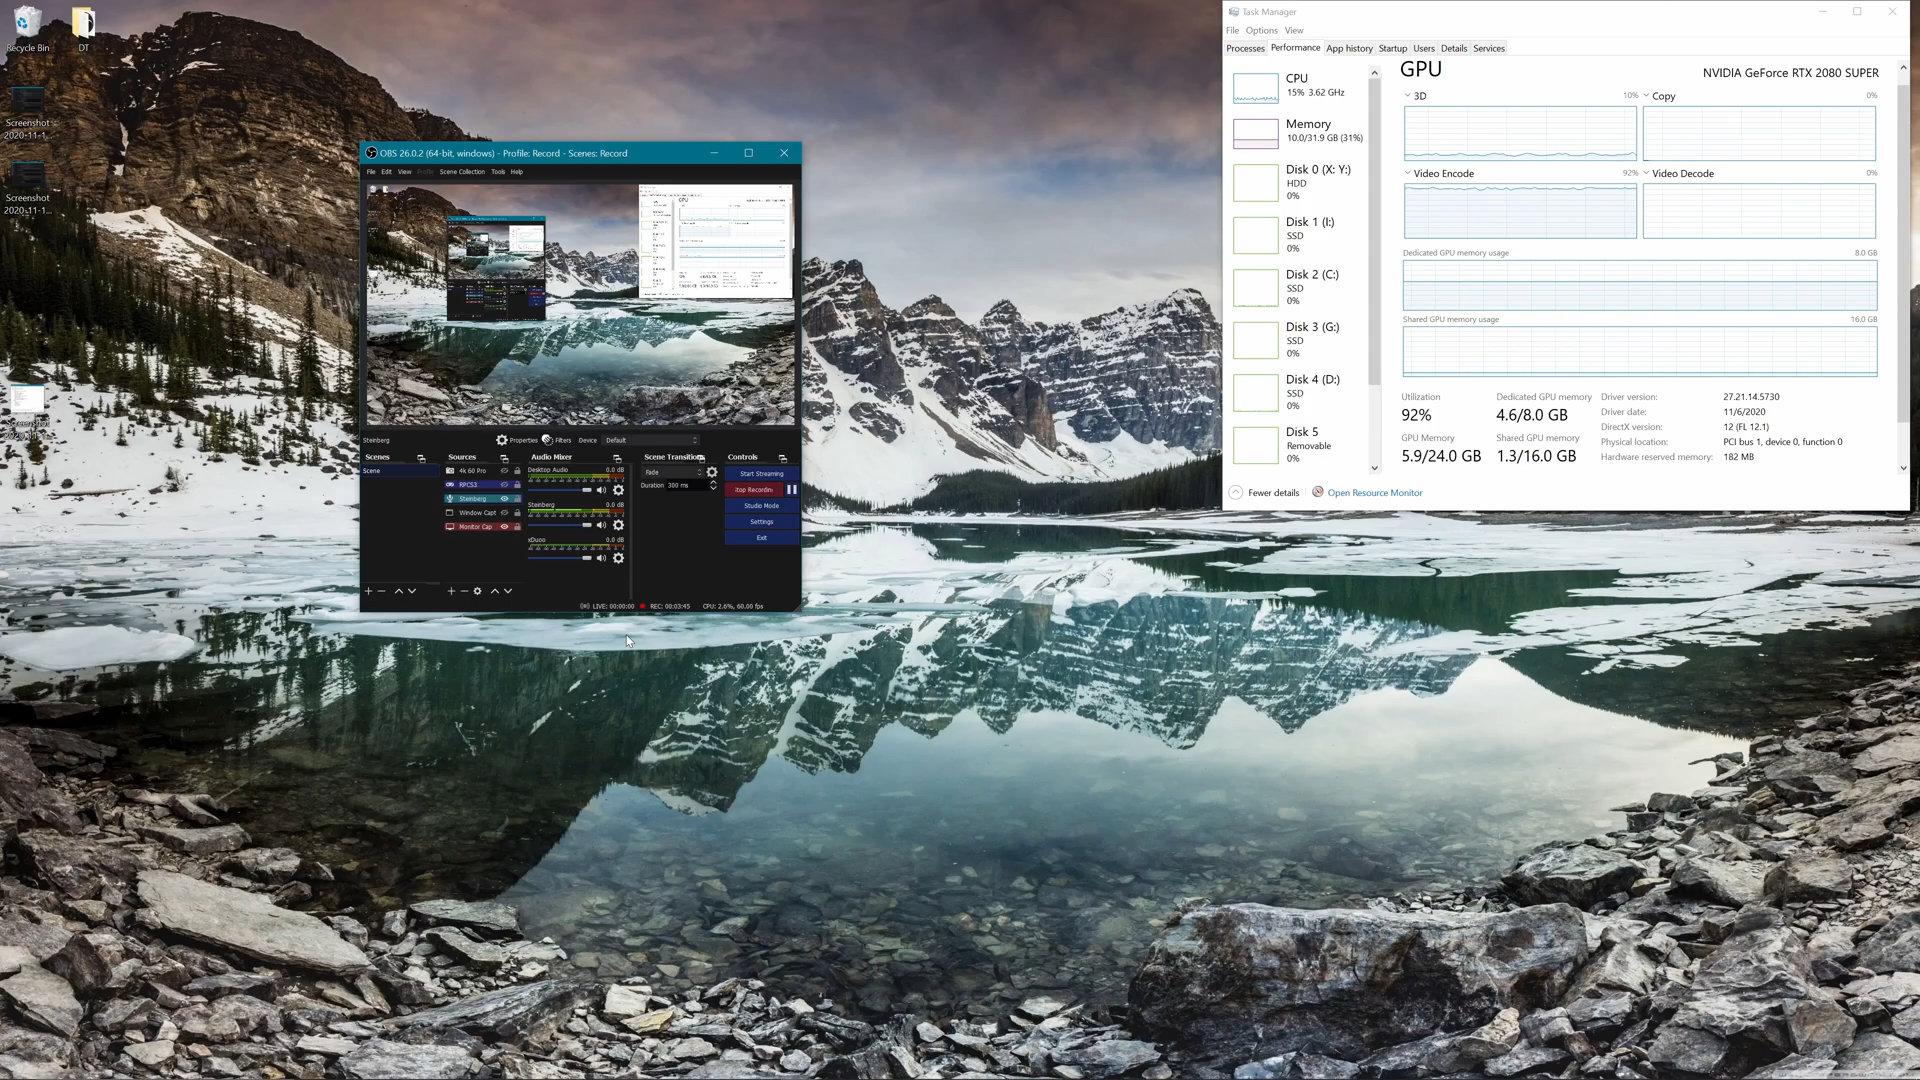 Recycle Bin
DT
Screenshot
2020-11-1...
Screenshot
2020-11-1...
OBS 26.0.2 (64-bit, windows) - Profile: Record - Scenes: Record
File Edit View Profile Scene Collection Tools Help
Steinberg
Properties Filters Device Default
Scenes
Scene
Sources
4k 60 Pro
RPCS3
Steinberg
Window Capt
Monitor Cap
Audio Mixer
Desktop Audio 0.0 dB
Steinberg 0.0 dB
xDuoo 0.0 dB
Scene Transitions
Fade
Duration 300 ms
Controls
Start Streaming
top Recordin
Studio Mode
Settings
Exit
LIVE: 00:00:00 REC: 00:03:45 CPU: 2.6%, 60.00 fps
Task Manager
File Options View
Processes Performance App history Startup Users Details Services
CPU
15% 3.62 GHz
Memory
10.0/31.9 GB (31%)
Disk 0 (X: Y:)
HDD
0%
Disk 1 (I:)
SSD
0%
Disk 2 (C:)
SSD
0%
Disk 3 (G:)
SSD
0%
Disk 4 (D:)
SSD
0%
Disk 5
Removable
0%
GPU NVIDIA GeForce RTX 2080 SUPER
3D 10% Copy 0%
Video Encode 92% Video Decode 0%
Dedicated GPU memory usage 8.0 GB
Shared GPU memory usage 16.0 GB
Utilization
92%
Dedicated GPU memory
4.6/8.0 GB
GPU Memory
5.9/24.0 GB
Shared GPU memory
1.3/16.0 GB
Driver version: 27.21.14.5730
Driver date: 11/6/2020
DirectX version: 12 (FL 12.1)
Physical location: PCI bus 1, device 0, function 0
Hardware reserved memory: 182 MB
Fewer details Open Resource Monitor